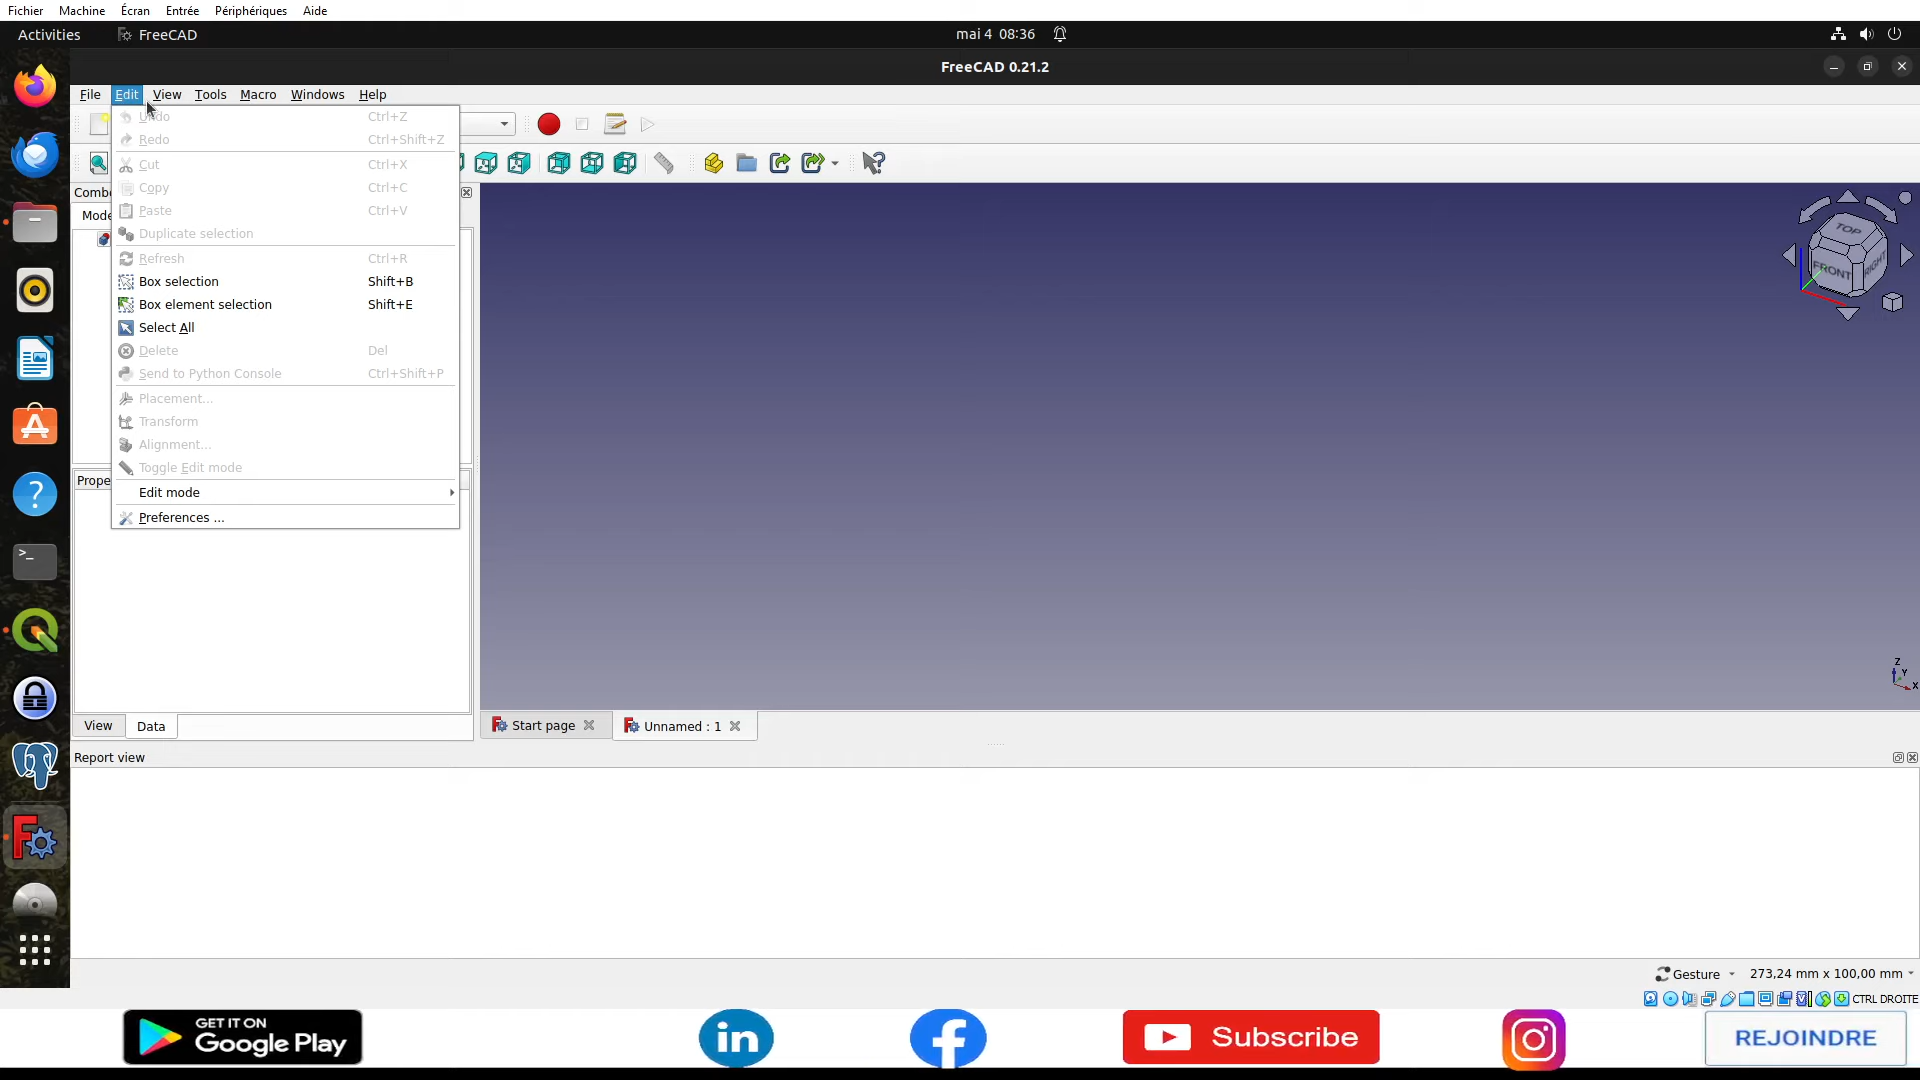 Fichier Machine Écran Entrée Périphériques Aide
Activities FreeCAD mai 4 08:36
FreeCAD 0.21.2
File Edit View Tools Macro Windows Help
Undo Ctrl+Z
Redo Ctrl+Shift+Z
Cut Ctrl+X
Copy Ctrl+C
Paste Ctrl+V
Duplicate selection
Refresh Ctrl+R
Box selection Shift+B
Box element selection Shift+E
Select All
Delete Del
Send to Python Console Ctrl+Shift+P
Placement...
Transform
Alignment...
Toggle Edit mode
Edit mode
Preferences ...
Comb
Mode
Prope
TOP
FRONT
RIGHT
Z
Y
X
View Data
Start page Unnamed : 1
Report view
Gesture 273,24 mm x 100,00 mm
CTRL DROITE
GET IT ON
Google Play
in
Subscribe
REJOINDRE